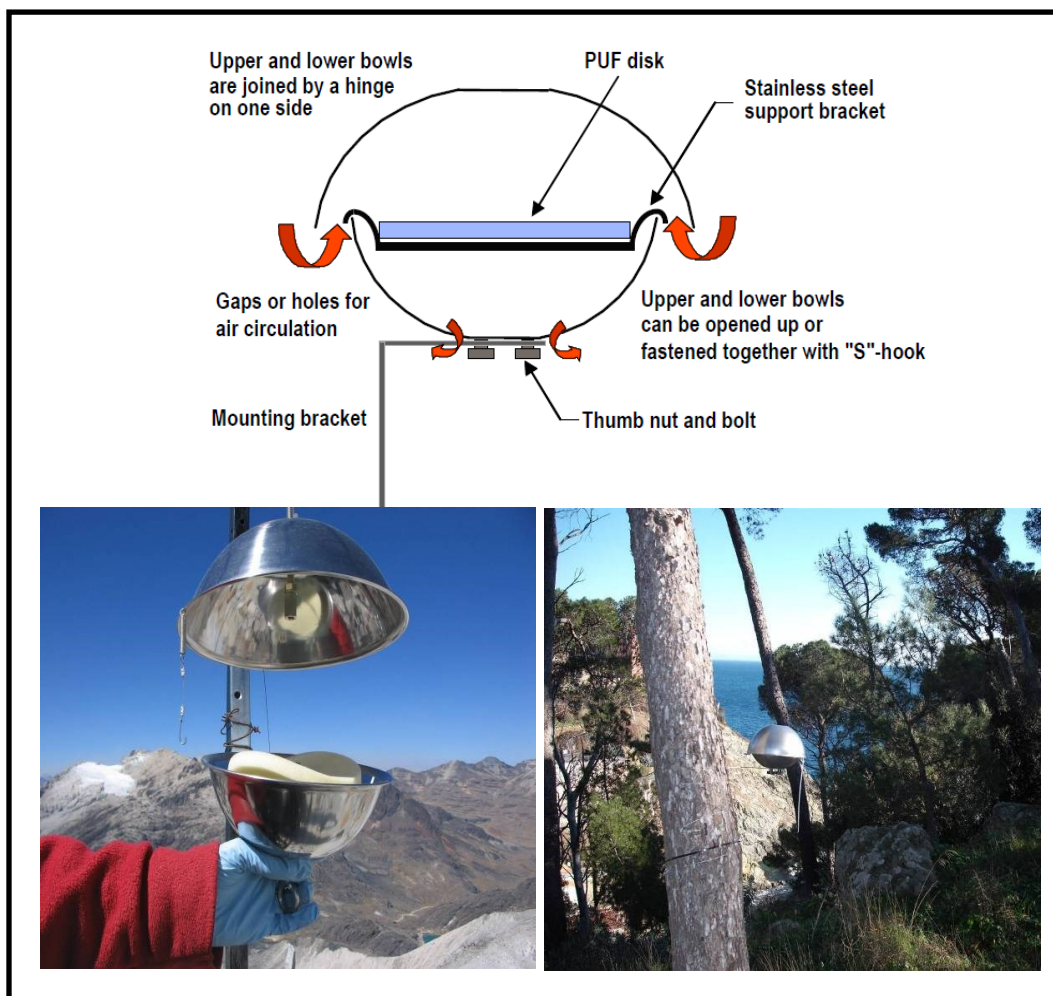 Upper and lower bowls
are joined by a hinge
on one side
PUF disk
Stainless steel
support bracket
Gaps or holes for
air circulation
Upper and lower bowls
can be opened up or
fastened together with "S"-hook
Mounting bracket
Thumb nut and bolt